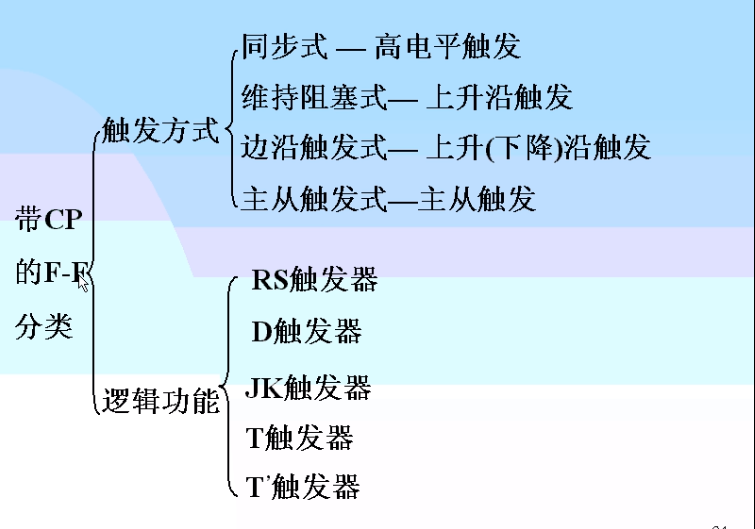 带CP
的F-F
分类
触发方式
同步式 — 高电平触发
维持阻塞式— 上升沿触发
边沿触发式— 上升(下降)沿触发
主从触发式—主从触发
逻辑功能
RS触发器
D触发器
JK触发器
T触发器
T'触发器